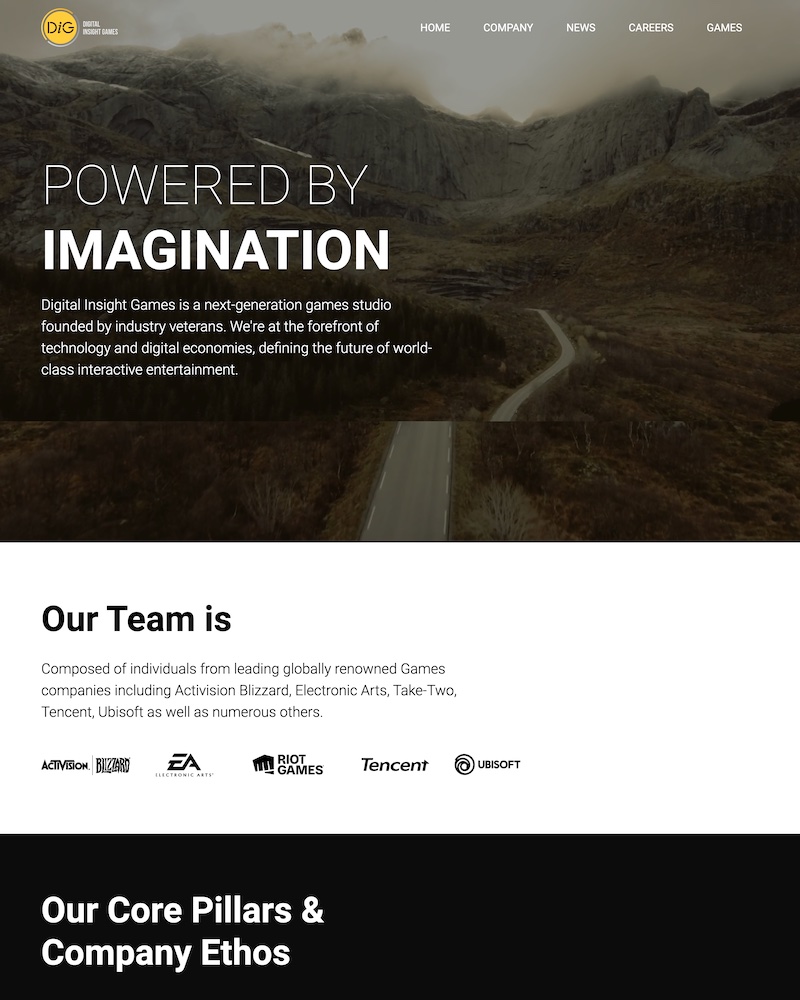 DiG
DIGITAL
INSIGHT GAMES
HOME COMPANY NEWS CAREERS GAMES
POWERED BY
IMAGINATION
Digital Insight Games is a next-generation games studio
founded by industry veterans. We're at the forefront of
technology and digital economies, defining the future of world-
class interactive entertainment.
Our Team is
Composed of individuals from leading globally renowned Games
companies including Activision Blizzard, Electronic Arts, Take-Two,
Tencent, Ubisoft as well as numerous others.
ACTIVISION BLIZZARD
EA
ELECTRONIC ARTS
RIOT
GAMES
Tencent
UBISOFT
Our Core Pillars &
Company Ethos